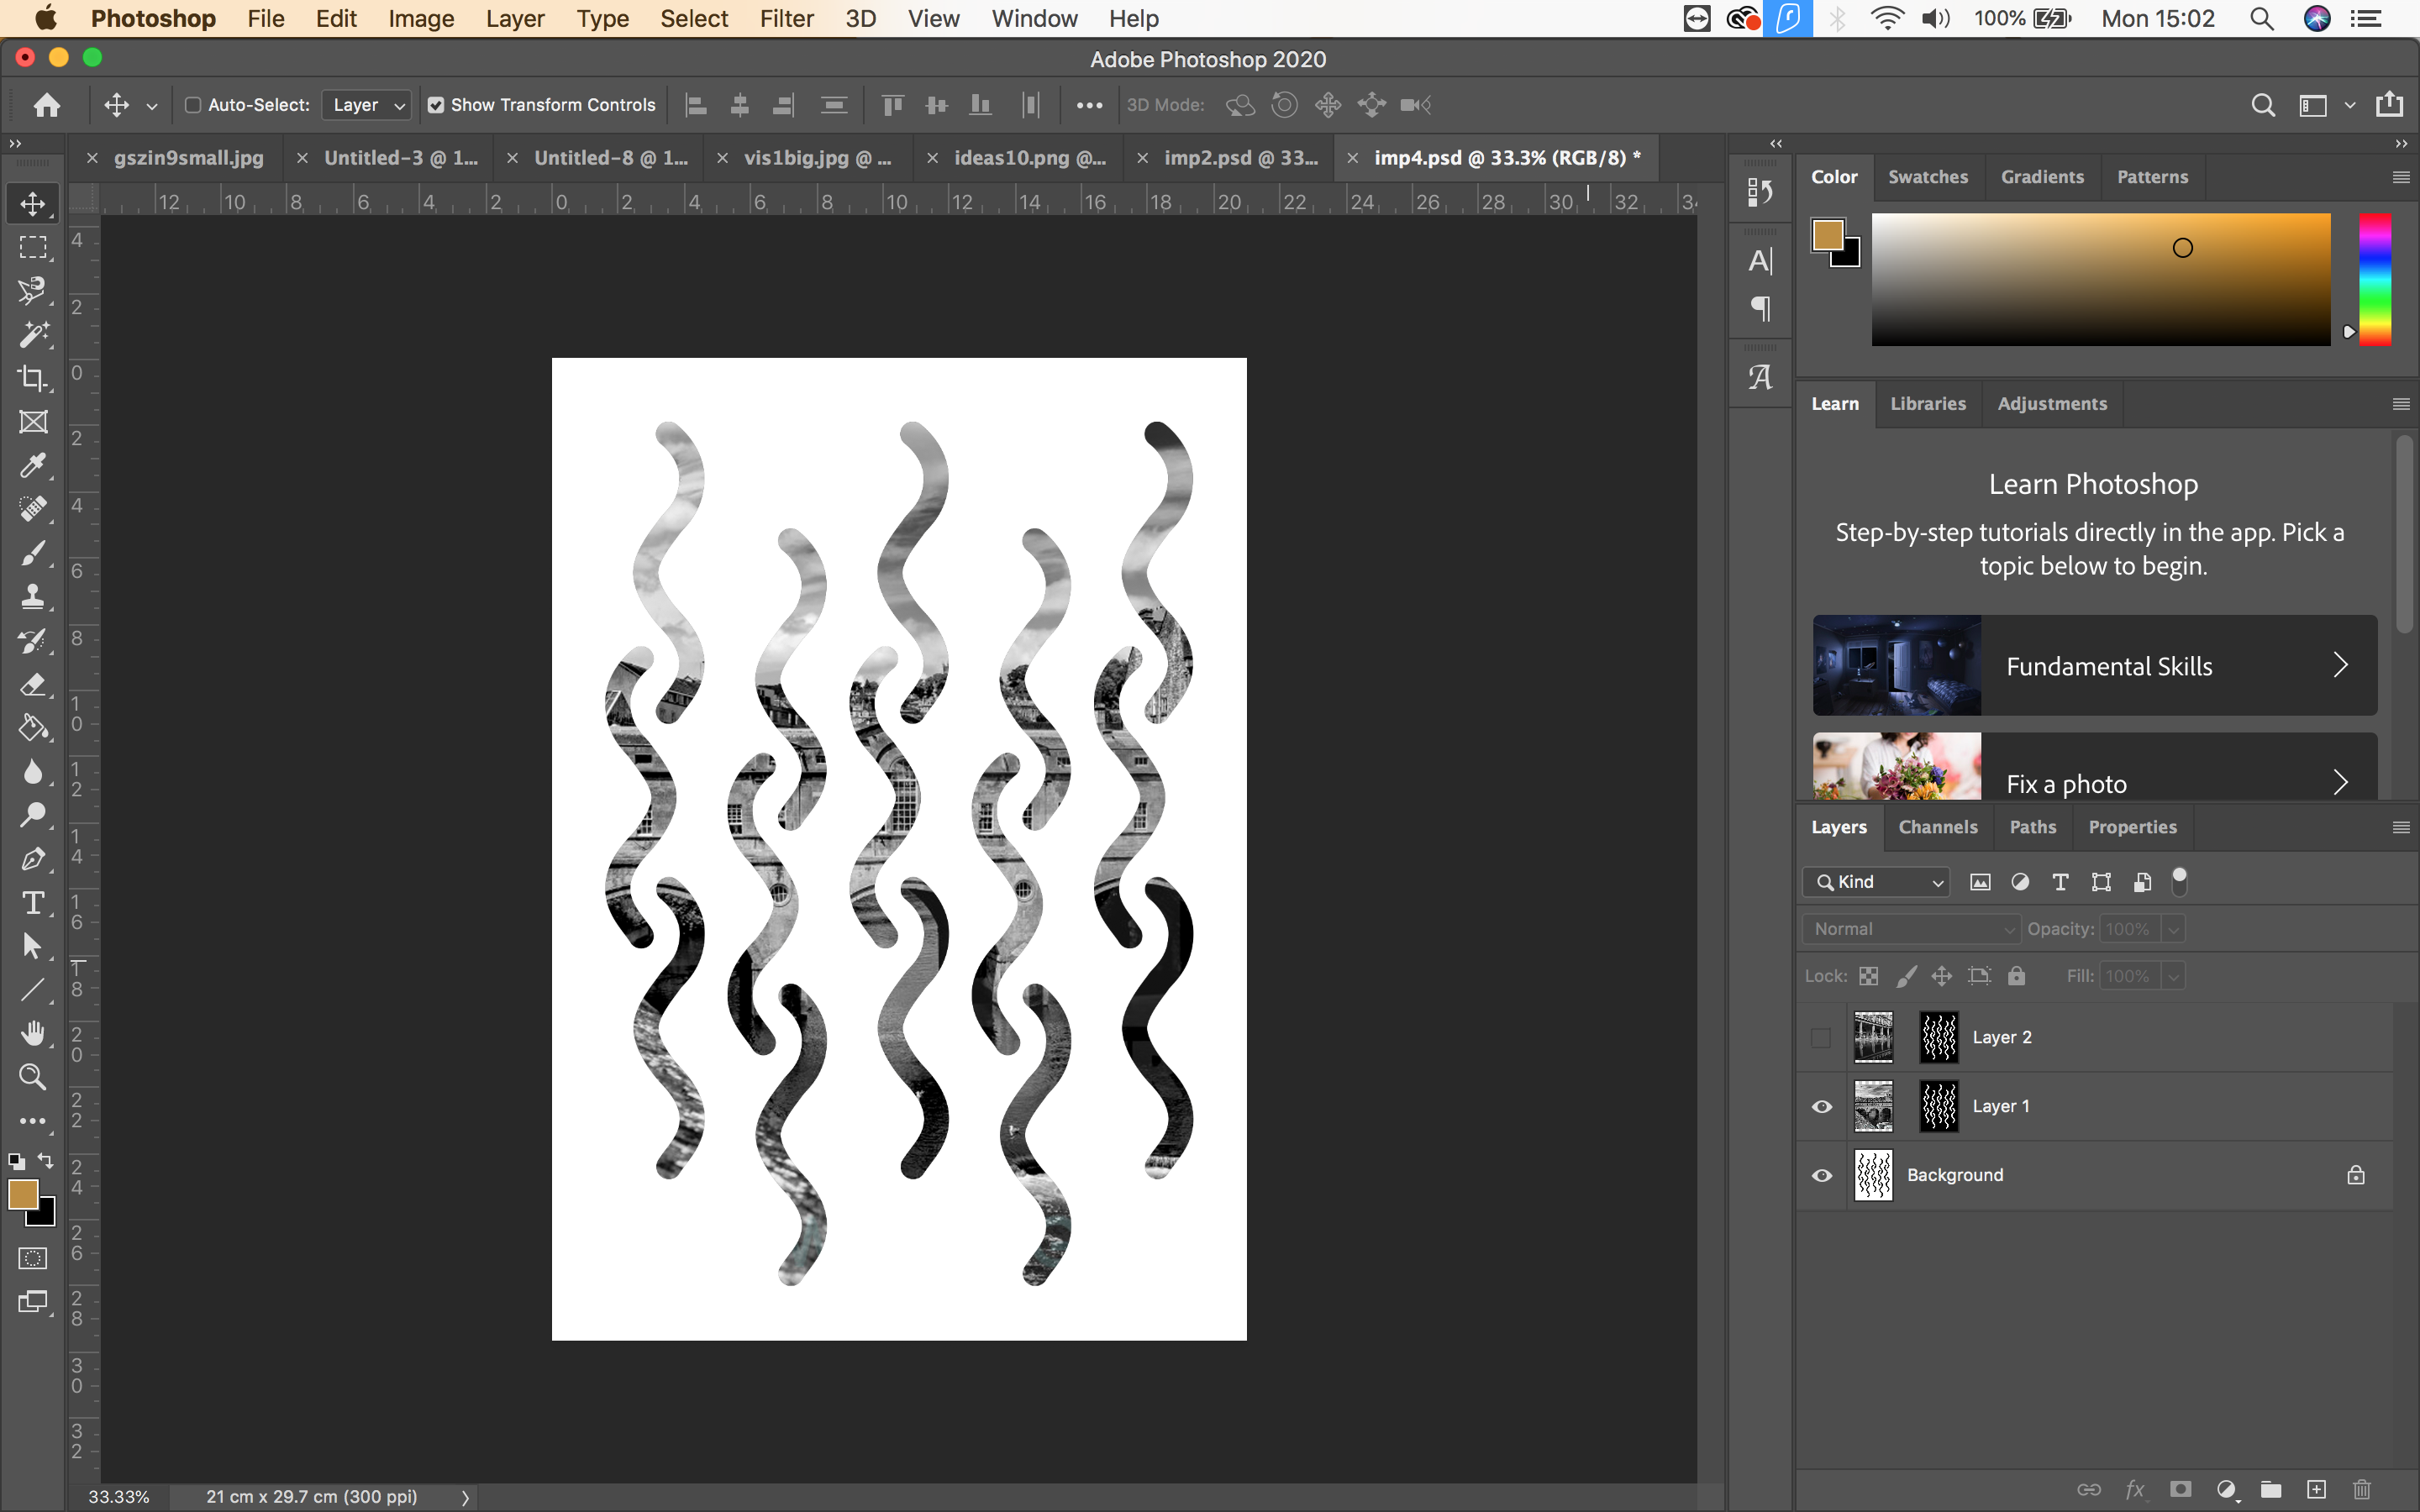 Photoshop File Edit Image Layer Type Select Filter 3D View Window Help 100% Mon 15:02
Adobe Photoshop 2020
Auto-Select: Layer Show Transform Controls 3D Mode:
gszin9small.jpg Untitled-3 @ 1... Untitled-8 @ 1... vis1big.jpg @ ... ideas10.png @... imp2.psd @ 33... imp4.psd @ 33.3% (RGB/8) *
12 10 8 6 4 2 0 2 4 6 8 10 12 14 16 18 20 22 24 26 28 30 32
4
2
0
2
4
6
8
10
12
14
16
18
20
22
24
26
28
30
32
Color Swatches Gradients Patterns
Learn Libraries Adjustments
Learn Photoshop
Step-by-step tutorials directly in the app. Pick a
topic below to begin.
Fundamental Skills
Fix a photo
Layers Channels Paths Properties
Kind
Normal Opacity: 100%
Lock: Fill: 100%
Layer 2
Layer 1
Background
fx
33.33% 21 cm x 29.7 cm (300 ppi)